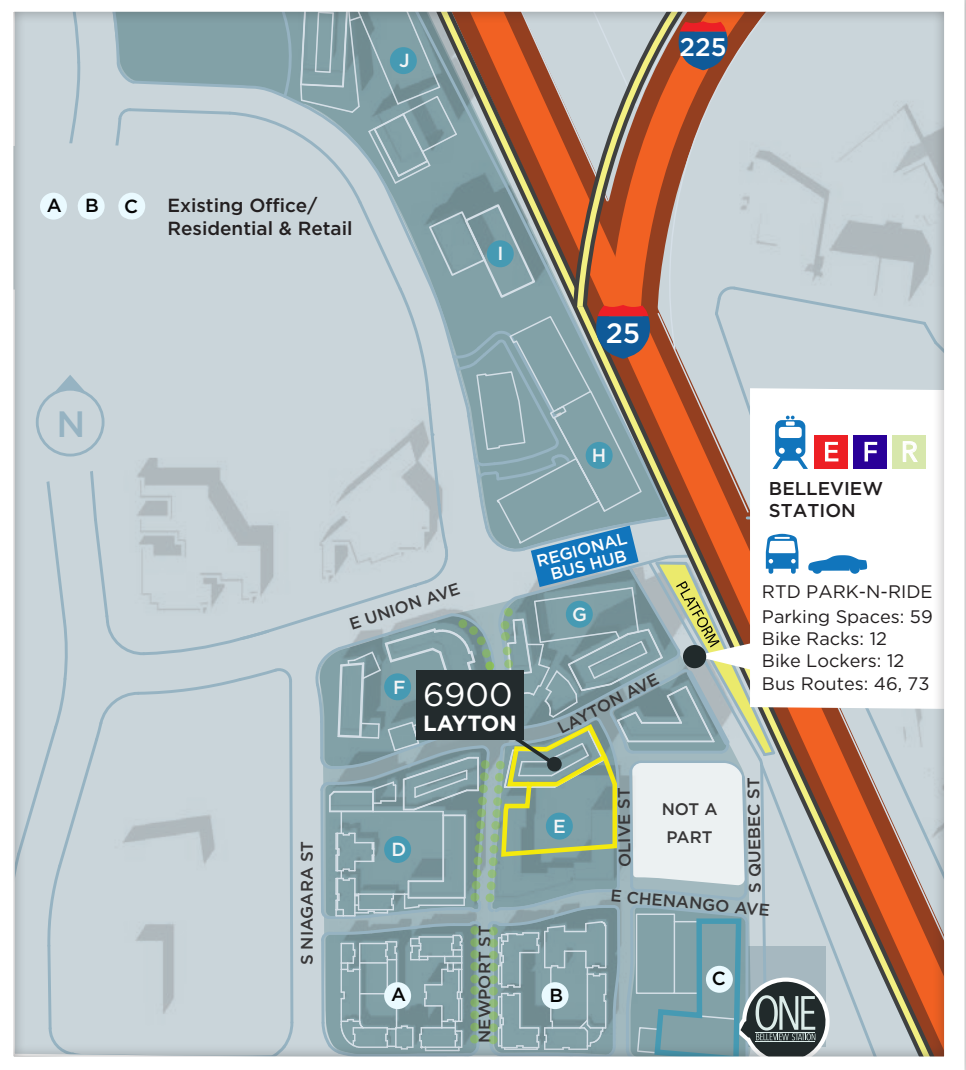 J
225
A B C Existing Office/
Residential & Retail
I
25
N
H
E F R
BELLEVIEW
STATION
RTD PARK-N-RIDE
Parking Spaces: 59
Bike Racks: 12
Bike Lockers: 12
Bus Routes: 46, 73
REGIONAL
BUS HUB
PLATFORM
E UNION AVE
G
F
6900
LAYTON
LAYTON AVE
E
D
OLIVE ST
NOT A
PART
S QUEBEC ST
S NIAGARA ST
E CHENANGO AVE
NEWPORT ST
A
B
C
ONE
BELLEVIEW STATION